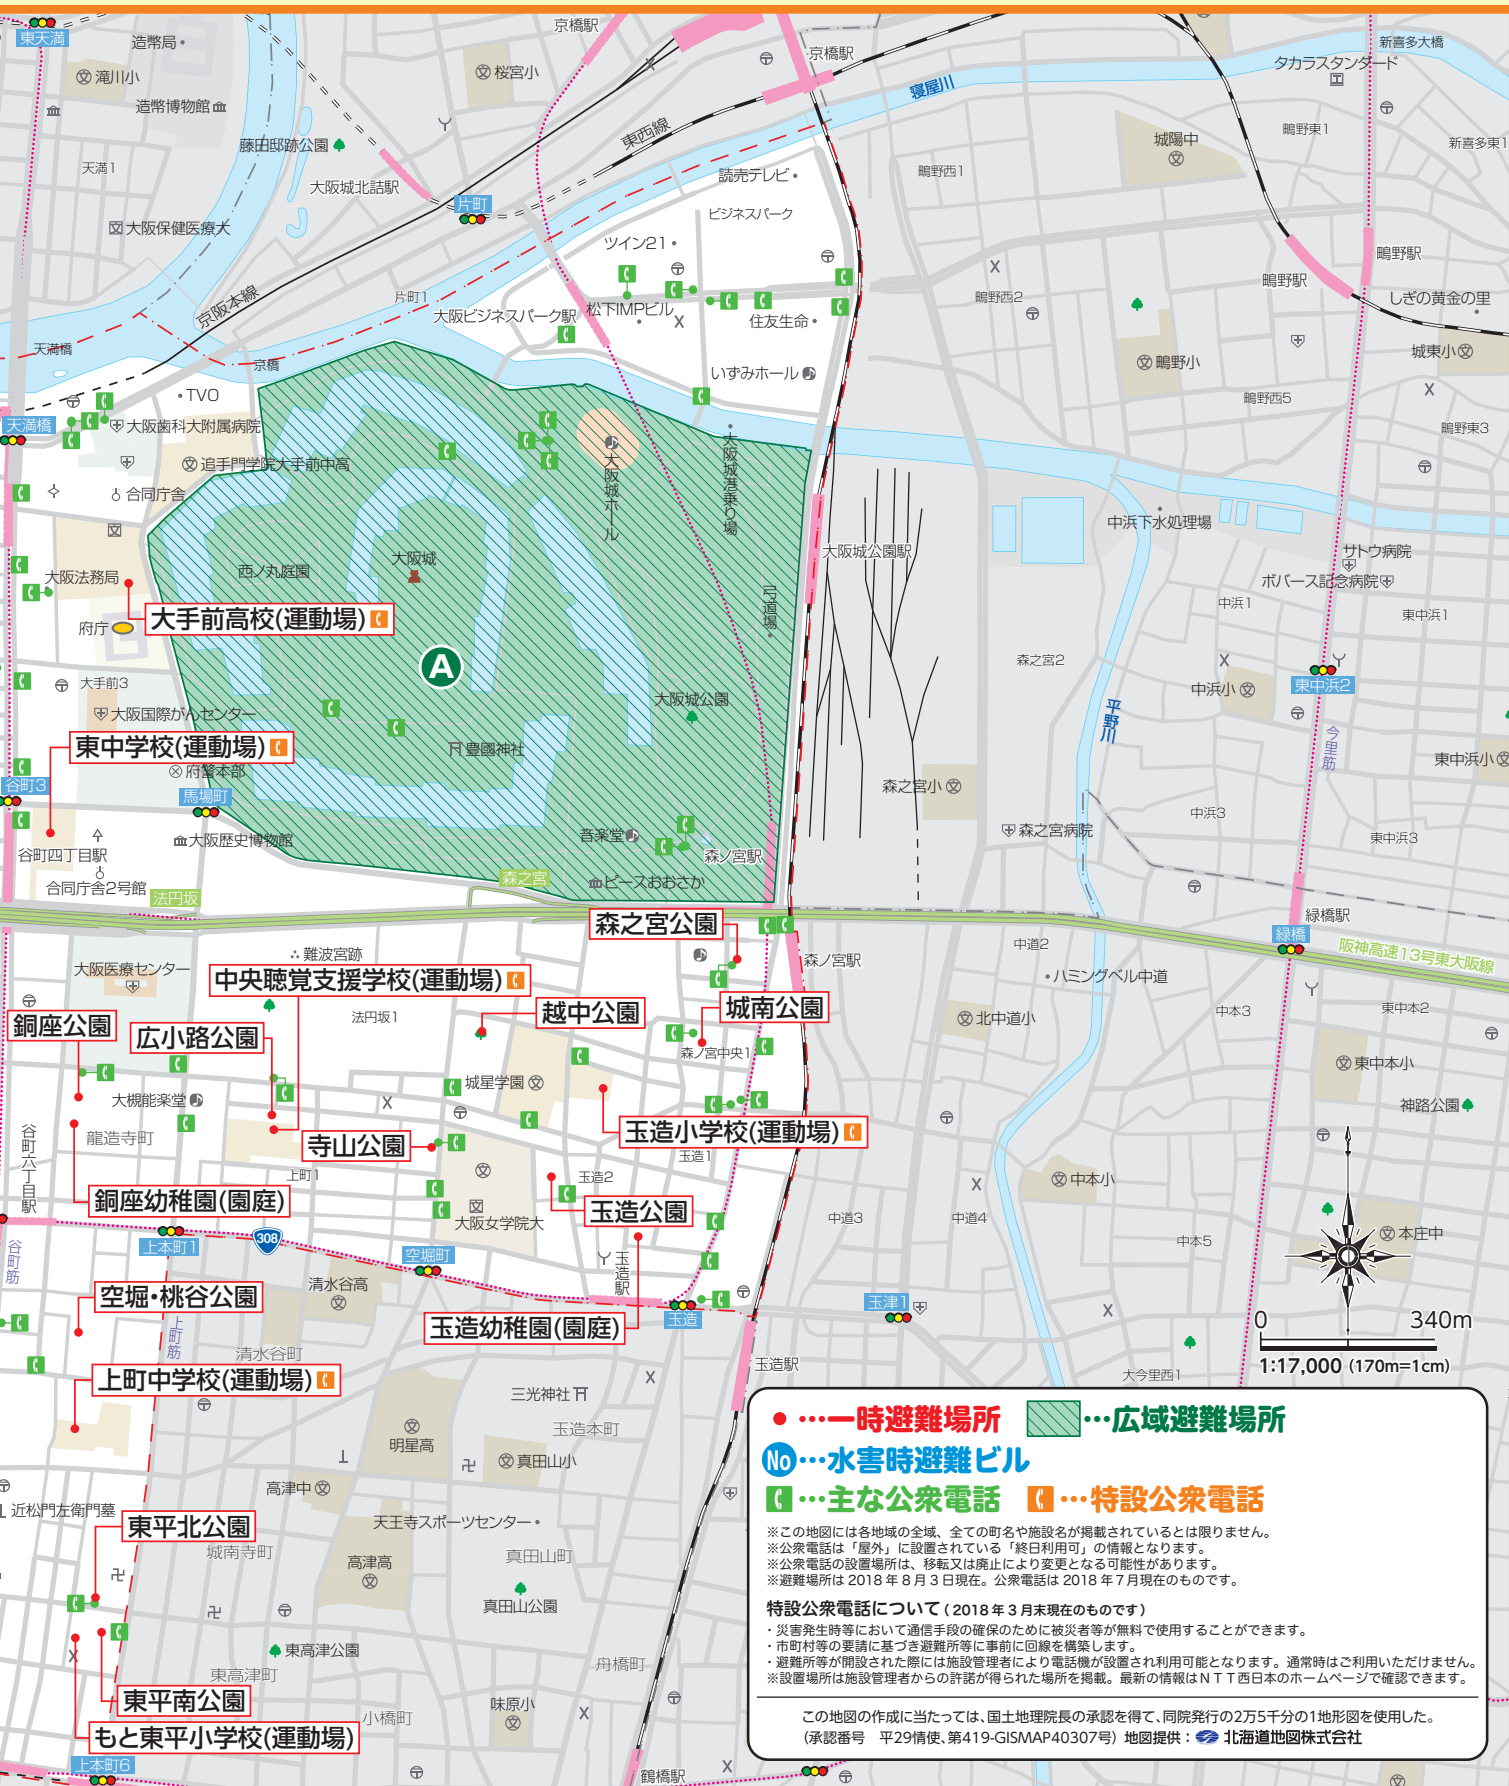 東天満
造幣局
滝川小
造幣博物館
桜宮小
京橋駅
京橋駅
新喜多大橋
タカラスタンダード
寝屋川
東西線
藤田邸跡公園
天満1
大阪城北詰駅
片町
読売テレビ
ビジネスパーク
鴫野西1
城陽中
鴫野東1
新喜多東1
大阪保健医療大
ツイン21
鴫野駅
鴫野駅
京阪本線
片町1
大阪ビジネスパーク駅
松下IMPビル
住友生命
鴫野西2
しぎの黄金の里
天満橋
京橋
いずみホール
鴫野小
城東小
TVO
鴫野西5
天満橋
大阪歯科大附属病院
鴫野東3
追手門学院大手前中高
合同庁舎
大阪城ホール
大阪城港乗り場
中浜下水処理場
大阪城公園駅
サトウ病院
ボバース記念病院
西ノ丸庭園
大阪城
大阪法務局
弓道場
中浜1
東中浜1
大手前高校(運動場)
府庁
A
森之宮2
大手前3
大阪城公園
中浜小
東中浜2
大阪国際がんセンター
平野川
今里筋
東中学校(運動場)
豊國神社
府警本部
東中浜小
谷町3
馬場町
森之宮小
中浜3
大阪歴史博物館
音楽堂
森ノ宮駅
森之宮病院
東中浜3
谷町四丁目駅
合同庁舎2号館
森之宮
ピースおおさか
法円坂
緑橋駅
森之宮公園
緑橋
中道2
阪神高速13号東大阪線
難波宮跡
大阪医療センター
森ノ宮駅
ハミングベル中道
中央聴覚支援学校(運動場)
越中公園
城南公園
銅座公園
広小路公園
法円坂1
北中道小
中本3
東中本2
森ノ宮中央1
城星学園
東中本小
大槻能楽堂
神路公園
谷町六丁目駅
龍造寺町
寺山公園
玉造小学校(運動場)
玉造1
上町1
玉造2
中本小
銅座幼稚園(園庭)
大阪女学院大
玉造公園
中道3
中道4
本庄中
上本町1
308
空堀町
玉造駅
中本5
谷町筋
清水谷高
空堀・桃谷公園
玉造幼稚園(園庭)
玉造
玉津1
上町筋
清水谷町
玉造駅
大今里西1
0 340m
1:17,000 (170m=1cm)
上町中学校(運動場)
三光神社
玉造本町
明星高
真田山小
高津中
近松門左衛門墓
東平北公園
天王寺スポーツセンター
城南寺町
高津高
真田山町
真田山公園
東高津公園
東高津町
舟橋町
東平南公園
味原小
小橋町
もと東平小学校(運動場)
上本町6
鶴橋駅
…一時避難場所 …広域避難場所
No…水害時避難ビル
…主な公衆電話 …特設公衆電話
※この地図には各地域の全域、全ての町名や施設名が掲載されているとは限りません。
※公衆電話は「屋外」に設置されている「終日利用可」の情報となります。
※公衆電話の設置場所は、移転又は廃止により変更となる可能性があります。
※避難場所は 2018 年 8 月 3 日現在。公衆電話は 2018 年 7 月現在のものです。
特設公衆電話について ( 2018 年 3 月末現在のものです )
・災害発生時等において通信手段の確保のために被災者等が無料で使用することができます。
・市町村等の要請に基づき避難所等に事前に回線を構築します。
・避難所等が開設された際には施設管理者により電話機が設置され利用可能となります。通常時はご利用いただけません。
※設置場所は施設管理者からの許諾が得られた場所を掲載。最新の情報はNTT西日本のホームページで確認できます。
この地図の作成に当たっては、国土地理院長の承認を得て、同院発行の2万5千分の1地形図を使用した。
(承認番号 平29情使、第419-GISMAP40307号) 地図提供：北海道地図株式会社